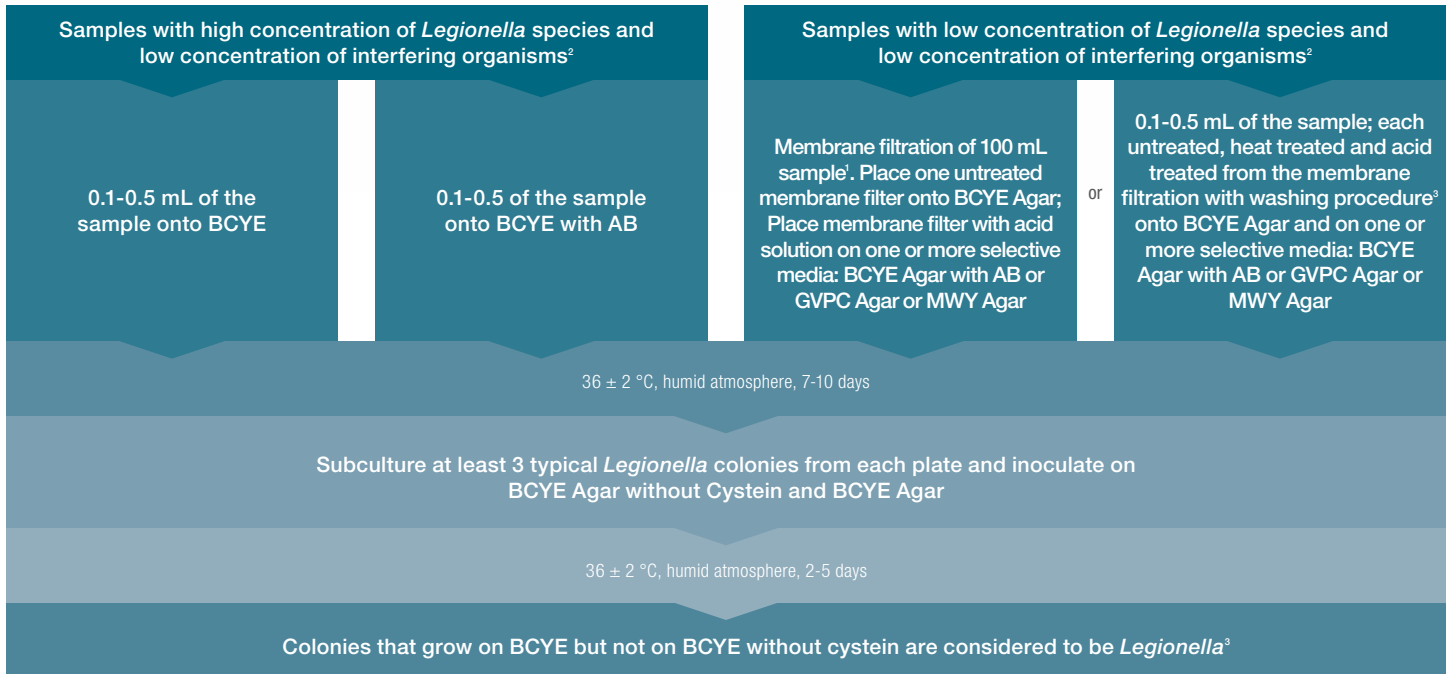 Samples with high concentration of Legionella species and
low concentration of interfering organisms²
Samples with low concentration of Legionella species and
low concentration of interfering organisms²
0.1-0.5 mL of the
sample onto BCYE
0.1-0.5 of the sample
onto BCYE with AB
Membrane filtration of 100 mL
sample¹. Place one untreated
membrane filter onto BCYE Agar;
Place membrane filter with acid
solution on one or more selective
media: BCYE Agar with AB or
GVPC Agar or MWY Agar
or
0.1-0.5 mL of the sample; each
untreated, heat treated and acid
treated from the membrane
filtration with washing procedure³
onto BCYE Agar and on one or
more selective media: BCYE
Agar with AB or GVPC Agar or
MWY Agar
36 ± 2 °C, humid atmosphere, 7-10 days
Subculture at least 3 typical Legionella colonies from each plate and inoculate on
BCYE Agar without Cystein and BCYE Agar
36 ± 2 °C, humid atmosphere, 2-5 days
Colonies that grow on BCYE but not on BCYE without cystein are considered to be Legionella³